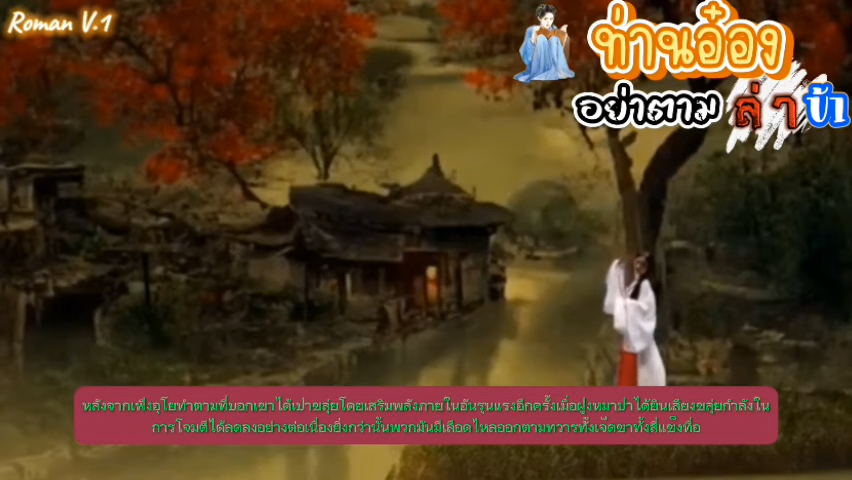 Roman V.1
ท่านอ๋อง
อย่าตาม ล่า ข้า
หลังจากเฟิงอุโยทำตามที่บอกเขาได้เป่าขลุ่ยโดยเสริมพลังภายในอันรุนแรงอีกครั้งเมื่อฝูงหมาป่าได้ยินเสียงขลุ่ยกำลังใน
การโจมตีได้ลดลงอย่างต่อเนื่องยิ่งกว่านั้นพวกมันมีเลือดไหลออกตามทวารทั้งเจ็ดขาทั้งสี่แข็งทื่อ